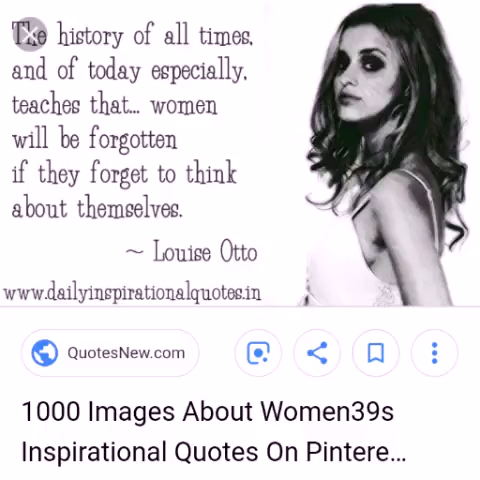 The history of all times,
and of today especially,
teaches that... women
will be forgotten
if they forget to think
about themselves.
~ Louise Otto
www.dailyinspirationalquotes.in
QuotesNew.com
1000 Images About Women39s
Inspirational Quotes On Pintere...